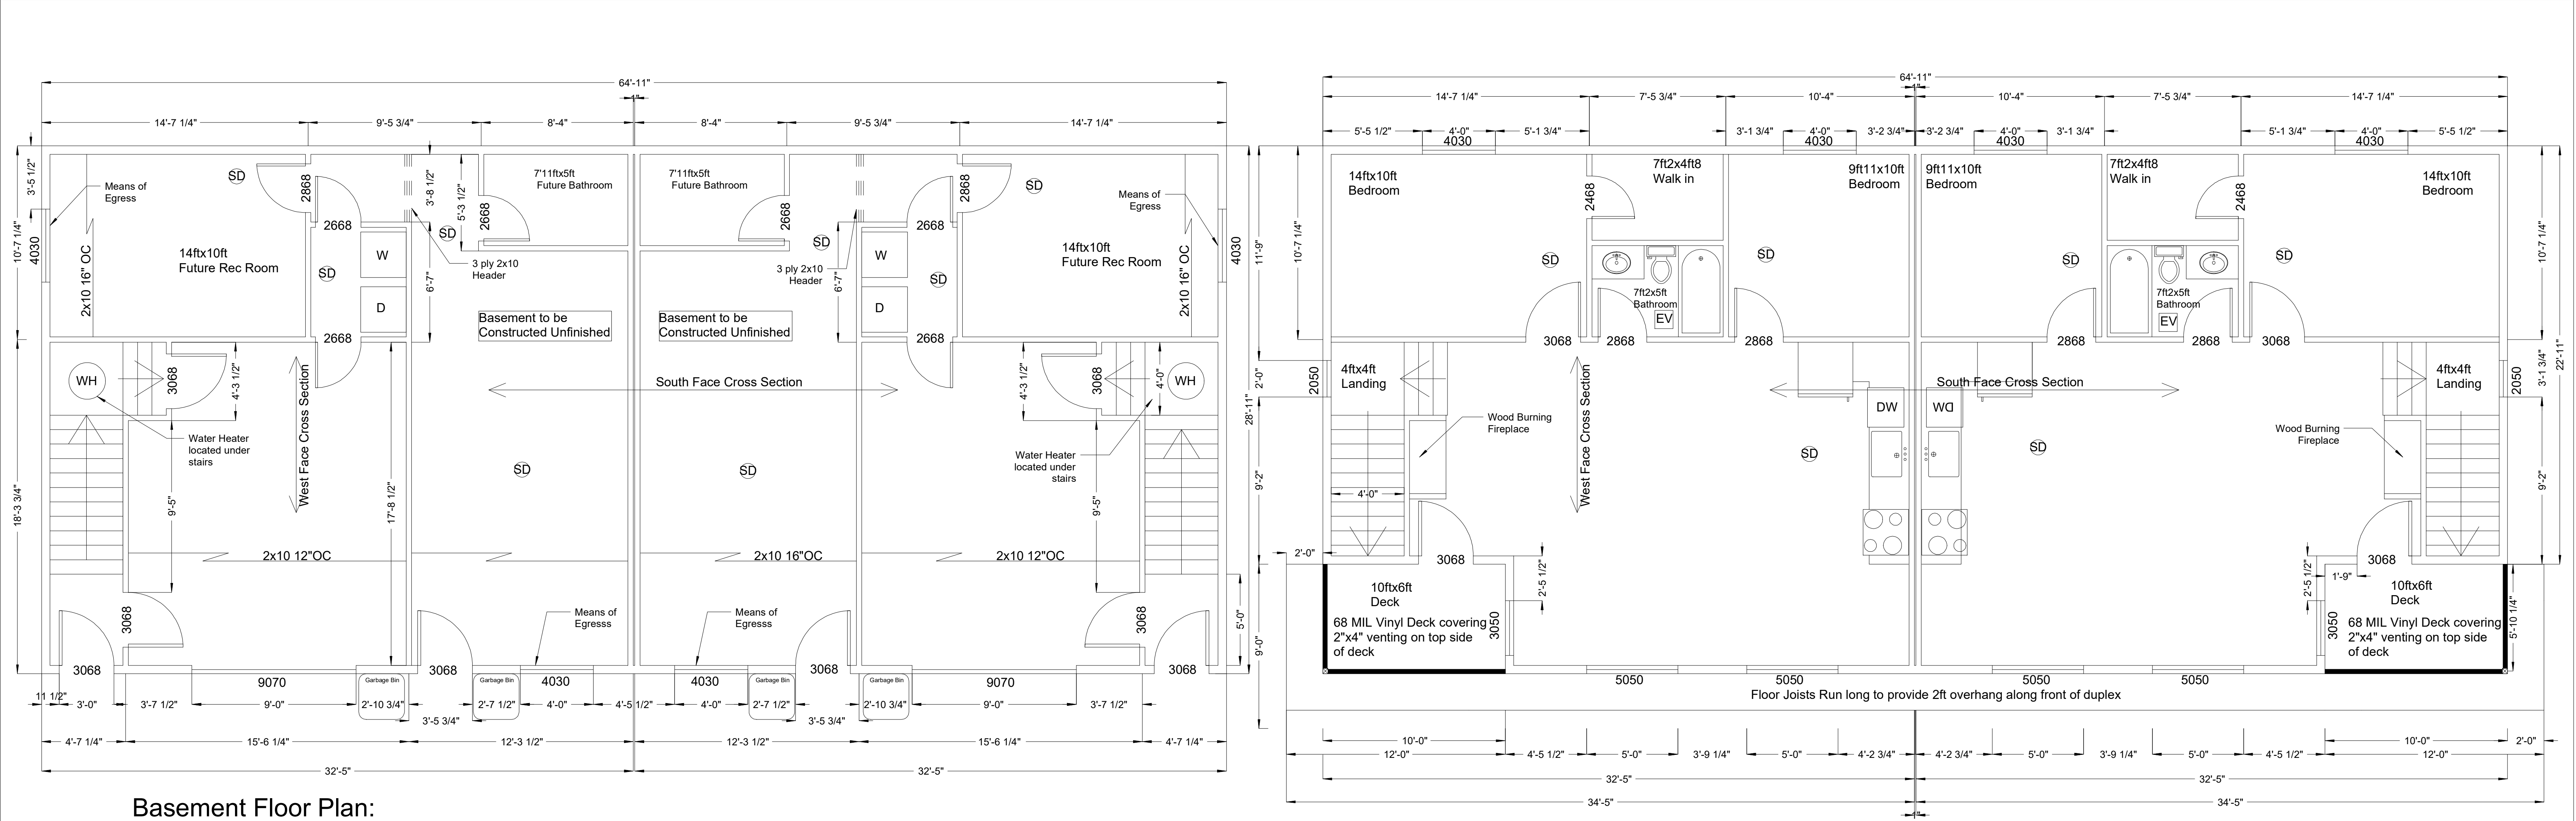 64'-11"
1"
14'-7 1/4"
9'-5 3/4"
8'-4"
8'-4"
9'-5 3/4"
14'-7 1/4"
3'-5 1/2"
10'-7 1/4"
18'-3 3/4"
4030
Means of
Egress
2x10 16" OC
SD
2868
14ftx10ft
Future Rec Room
2668
SD
W
D
2668
3'-8 1/2"
5'-3 1/2"
6'-7"
SD
3 ply 2x10
Header
2668
7'11ftx5ft
Future Bathroom
Basement to be
Constructed Unfinished
7'11ftx5ft
Future Bathroom
2668
SD
3 ply 2x10
Header
6'-7"
Basement to be
Constructed Unfinished
2668
W
D
SD
2668
2868
SD
Means of
Egress
14ftx10ft
Future Rec Room
2x10 16" OC
4030
WH
3068
4'-3 1/2"
Water Heater
located under
stairs
9'-5"
West Face Cross Section
17'-8 1/2"
South Face Cross Section
SD
SD
4'-3 1/2"
3068
4'-0"
WH
Water Heater
located under
stairs
9'-5"
28'-11"
2x10 12"OC
2x10 16"OC
2x10 12"OC
3068
3068
Means of
Egresss
Means of
Egresss
3068
5'-0"
3068
9070
Garbage Bin
3068
Garbage Bin
4030
4030
Garbage Bin
3068
Garbage Bin
9070
3068
11 1/2"
3'-0"
3'-7 1/2"
9'-0"
2'-10 3/4"
3'-5 3/4"
2'-7 1/2"
4'-0"
4'-5 1/2"
4'-0"
2'-7 1/2"
3'-5 3/4"
2'-10 3/4"
9'-0"
3'-7 1/2"
4'-7 1/4"
15'-6 1/4"
12'-3 1/2"
12'-3 1/2"
15'-6 1/4"
4'-7 1/4"
32'-5"
32'-5"
Basement Floor Plan:
64'-11"
1"
14'-7 1/4"
7'-5 3/4"
10'-4"
10'-4"
7'-5 3/4"
14'-7 1/4"
5'-5 1/2"
4'-0"
5'-1 3/4"
3'-1 3/4"
4'-0"
3'-2 3/4"
3'-2 3/4"
4'-0"
3'-1 3/4"
5'-1 3/4"
4'-0"
5'-5 1/2"
4030
4030
4030
4030
11'-9"
10'-7 1/4"
14ftx10ft
Bedroom
2468
7ft2x4ft8
Walk in
9ft11x10ft
Bedroom
9ft11x10ft
Bedroom
7ft2x4ft8
Walk in
2468
14ftx10ft
Bedroom
10'-7 1/4"
22'-11"
SD
SD
SD
SD
7ft2x5ft
Bathroom
EV
7ft2x5ft
Bathroom
EV
3068
2868
2868
2868
2868
3068
2'-0"
2050
4ftx4ft
Landing
West Face Cross Section
South Face Cross Section
4ftx4ft
Landing
2050
3'-1 3/4"
DW
DW
Wood Burning
Fireplace
SD
SD
Wood Burning
Fireplace
9'-2"
4'-0"
9'-2"
2'-0"
3068
2'-5 1/2"
2'-5 1/2"
3068
1'-9"
10ftx6ft
Deck
68 MIL Vinyl Deck covering
2"x4" venting on top side
of deck
3050
3050
10ftx6ft
Deck
68 MIL Vinyl Deck covering
2"x4" venting on top side
of deck
5'-10 1/4"
9'-0"
5050
5050
5050
5050
Floor Joists Run long to provide 2ft overhang along front of duplex
10'-0"
10'-0"
2'-0"
12'-0"
4'-5 1/2"
5'-0"
3'-9 1/4"
5'-0"
4'-2 3/4"
4'-2 3/4"
5'-0"
3'-9 1/4"
5'-0"
4'-5 1/2"
12'-0"
32'-5"
32'-5"
34'-5"
34'-5"
1"